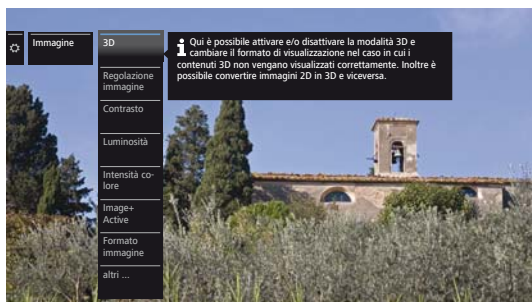 Immagine
3D
Qui è possibile attivare e/o disattivare la modalità 3D e
cambiare il formato di visualizzazione nel caso in cui i
contenuti 3D non vengano visualizzati correttamente. Inoltre è
possibile convertire immagini 2D in 3D e viceversa.
Regolazione
immagine
Contrasto
Luminosità
Intensità co-
lore
Image+
Active
Formato
immagine
altri ...